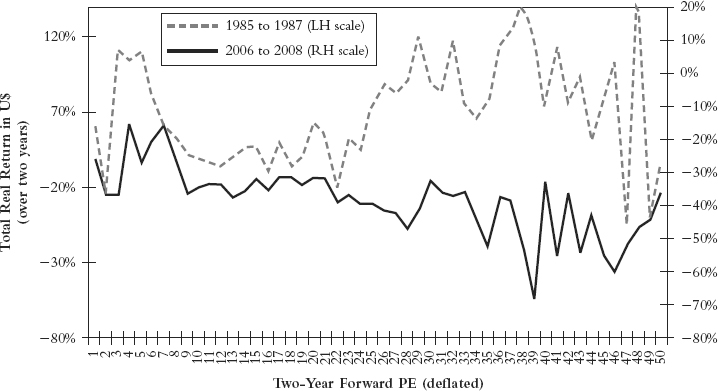 1985 to 1987 (LH scale)
2006 to 2008 (RH scale)
Total Real Return in US
(over two years)
120%
70%
−20%
−30%
−80%
20%
10%
0%
−10%
−20%
−30%
−40%
−50%
−60%
−70%
−80%
1 2 3 4 5 6 7 8 9 10 11 12 13 14 15 16 17 18 19 20 21 22 23 24 25 26 27 28 29 30 31 32 33 34 35 36 37 38 39 40 41 42 43 44 45 46 47 48 49 50
Two-Year Forward PE (deflated)